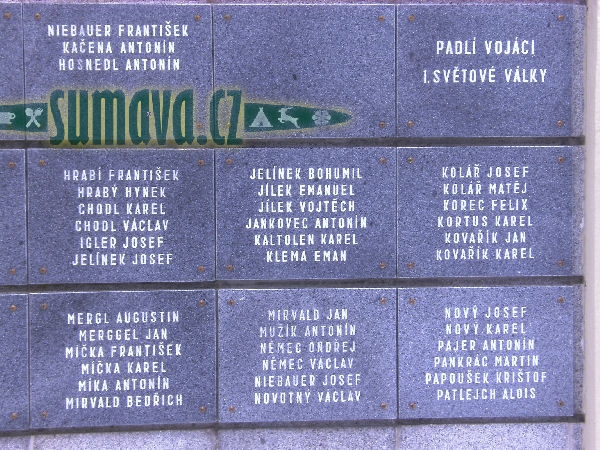 NIEBAUER FRANTIŠEK
KAČENA ANTONÍN
HOSNEDL ANTONÍN
PADLÍ VOJÁCI
I. SVĚTOVÉ VÁLKY
sumava.cz
HRABÍ FRANTIŠEK
HRABÝ HYNEK
CHODL KAREL
CHODL VÁCLAV
IGLER JOSEF
JELÍNEK JOSEF
JELÍNEK BOHUMIL
JÍLEK EMANUEL
JÍLEK VOJTĚCH
JANKOVEC ANTONÍN
KALTOLEN KAREL
KLEMA EMAN
KOLÁŘ JOSEF
KOLÁŘ MATĚJ
KOREC FELIX
KORTUS KAREL
KOVAŘÍK JAN
KOVAŘÍK KAREL
MERGL AUGUSTIN
MERGGEL JAN
MIČKA FRANTIŠEK
MIČKA KAREL
MIKA ANTONÍN
MIRVALD BEDŘICH
MIRVALD JAN
MUŽÍK ANTONÍN
NĚMEC ONDŘEJ
NĚMEC VÁCLAV
NIEBAUER JOSEF
NOVOTNÝ VÁCLAV
NOVÝ JOSEF
NOVÝ KAREL
PAJER ANTONÍN
PANKRÁC MARTIN
PAPOUŠEK KRIŠTOF
PATLEJCH ALOIS